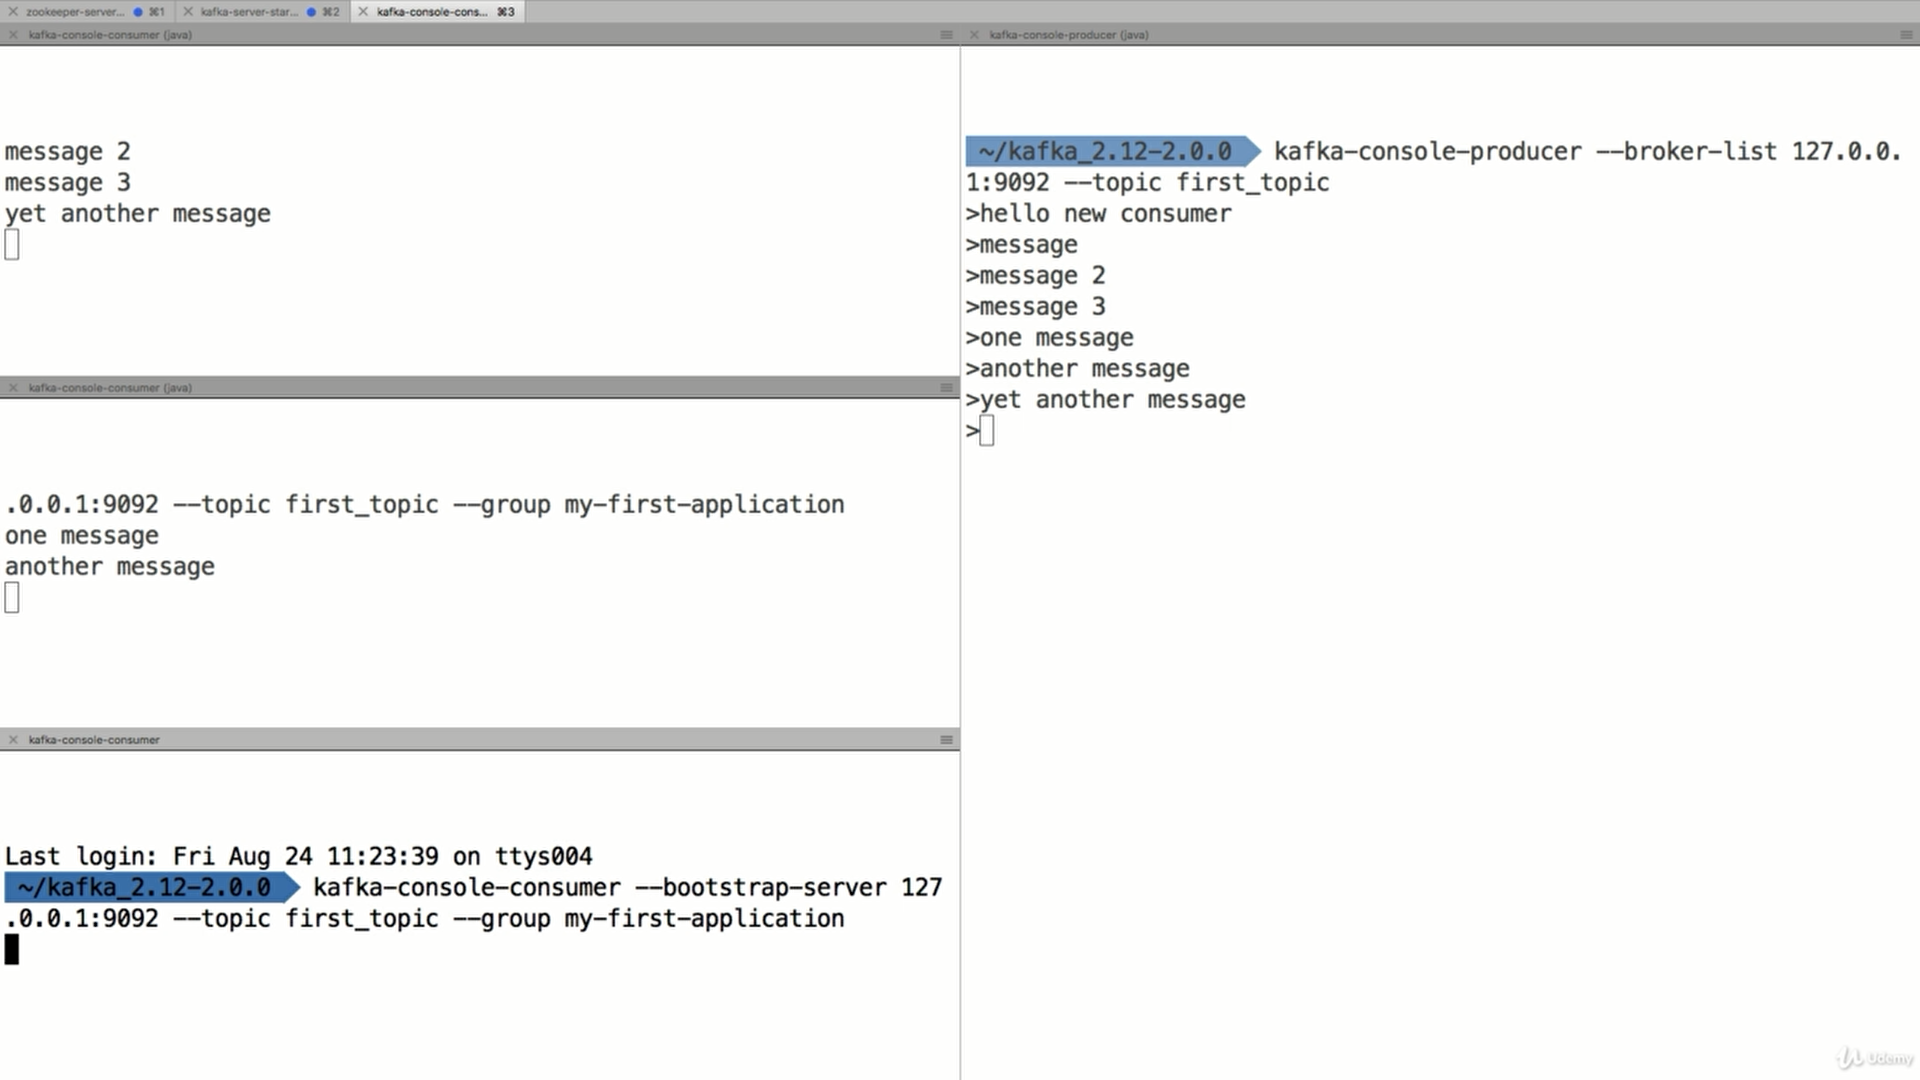 zookeeper-server... ⌘1
kafka-server-star... ⌘2
kafka-console-cons... ⌘3
kafka-console-consumer (java)
message 2
message 3
yet another message
kafka-console-consumer (java)
.0.0.1:9092 --topic first_topic --group my-first-application
one message
another message
kafka-console-consumer
Last login: Fri Aug 24 11:23:39 on ttys004
~/kafka_2.12-2.0.0 kafka-console-consumer --bootstrap-server 127
.0.0.1:9092 --topic first_topic --group my-first-application
kafka-console-producer (java)
~/kafka_2.12-2.0.0 kafka-console-producer --broker-list 127.0.0.
1:9092 --topic first_topic
>hello new consumer
>message
>message 2
>message 3
>one message
>another message
>yet another message
>
Udemy